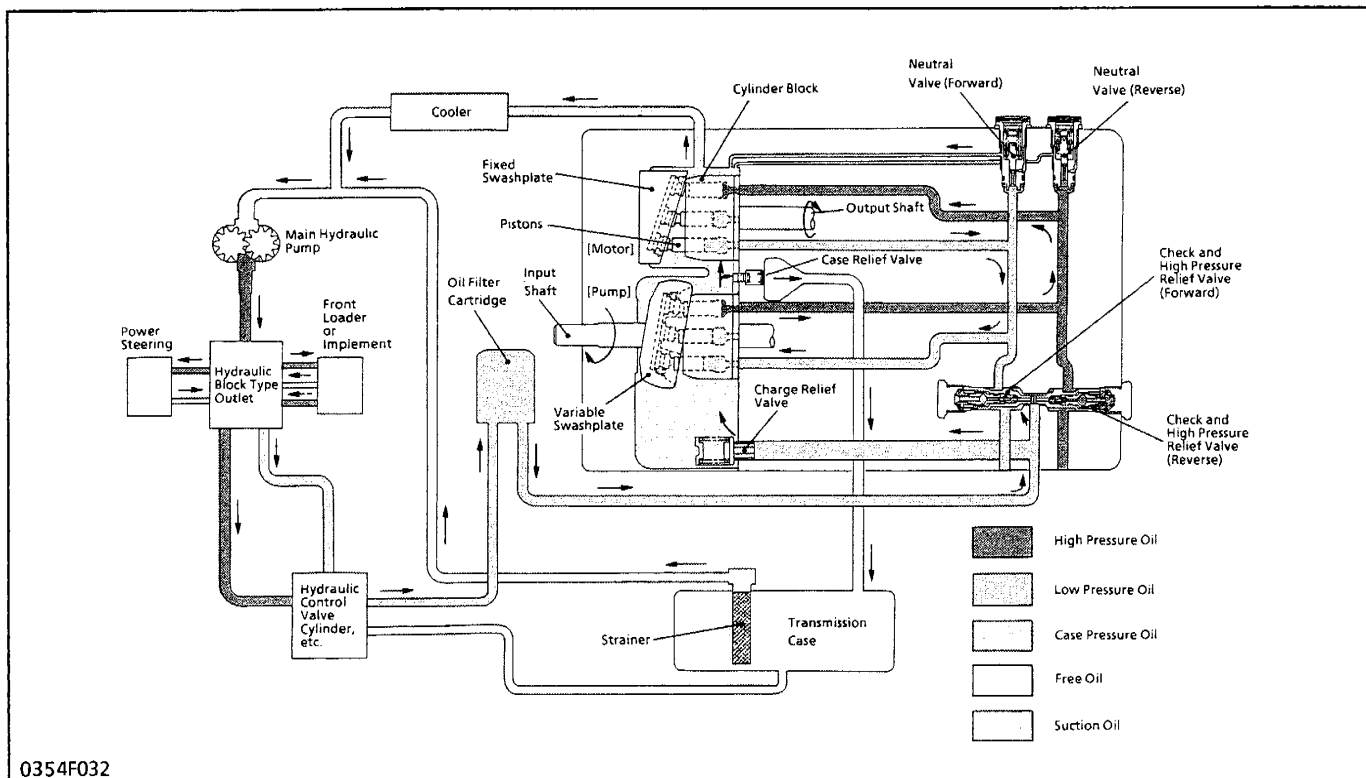 Neutral
Valve (Forward)
Neutral
Valve (Reverse)
Cylinder Block
Cooler
Fixed
Swashplate
Output Shaft
Main Hydraulic
Pump
Pistons
[Motor]
Case Relief Valve
Check and
High Pressure
Relief Valve
(Forward)
Oil Filter
Cartridge
Input
Shaft
[Pump]
Front
Loader
or
Implement
Power
Steering
Hydraulic
Block Type
Outlet
Charge Relief
Valve
Variable
Swashplate
Check and
High Pressure
Relief Valve
(Reverse)
High Pressure Oil
Hydraulic
Control
Valve
Cylinder,
etc.
Low Pressure Oil
Strainer
Transmission
Case
Case Pressure Oil
Free Oil
Suction Oil
0354F032